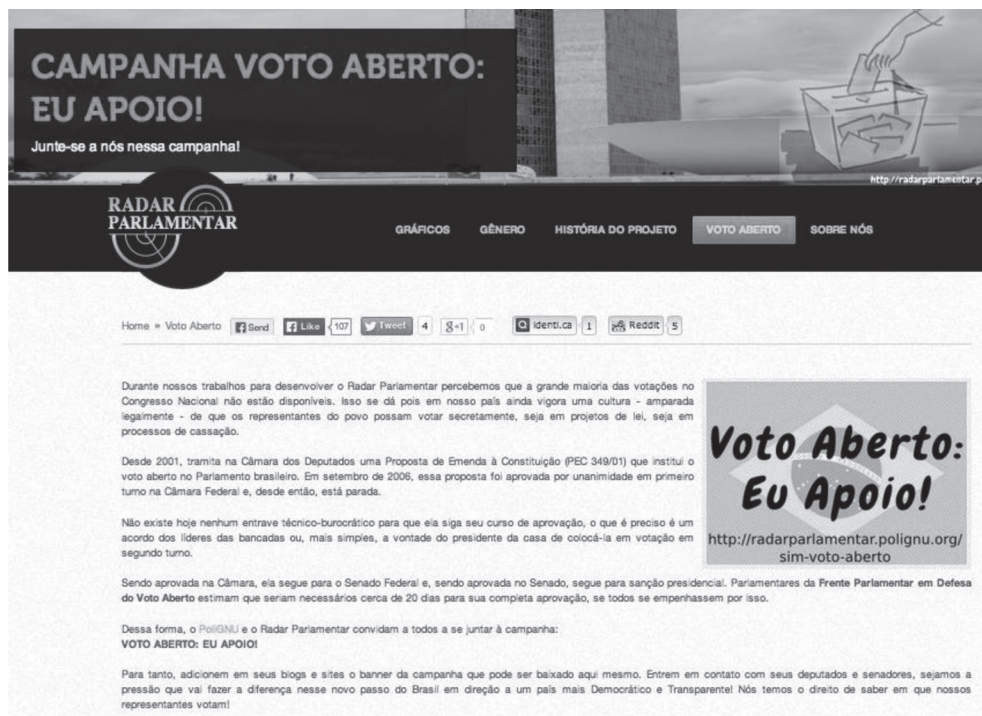 CAMPANHA VOTO ABERTO:
EU APOIO!
Junte-se a nós nessa campanha!
http://radarparlamentar.p
RADAR
PARLAMENTAR
GRÁFICOS GÊNERO HISTÓRIA DO PROJETO VOTO ABERTO SOBRE NÓS
Home » Voto Aberto Send Like 107 Tweet 4 g+1 0 identi.ca 1 Reddit 5
Durante nossos trabalhos para desenvolver o Radar Parlamentar percebemos que a grande maioria das votações no
Congresso Nacional não estão disponíveis. Isso se dá pois em nosso país ainda vigora uma cultura - amparada
legalmente - de que os representantes do povo possam votar secretamente, seja em projetos de lei, seja em
processos de cassação.
Desde 2001, tramita na Câmara dos Deputados uma Proposta de Emenda à Constituição (PEC 349/01) que institui o
voto aberto no Parlamento brasileiro. Em setembro de 2006, essa proposta foi aprovada por unanimidade em primeiro
turno na Câmara Federal e, desde então, está parada.
Não existe hoje nenhum entrave técnico-burocrático para que ela siga seu curso de aprovação, o que é preciso é um
acordo dos líderes das bancadas ou, mais simples, a vontade do presidente da casa de colocá-la em votação em
segundo turno.
Voto Aberto:
Eu Apoio!
http://radarparlamentar.polignu.org/
sim-voto-aberto
Sendo aprovada na Câmara, ela segue para o Senado Federal e, sendo aprovada no Senado, segue para sanção presidencial. Parlamentares da Frente Parlamentar em Defesa
do Voto Aberto estimam que seriam necessários cerca de 20 dias para sua completa aprovação, se todos se empenhassem por isso.
Dessa forma, o PoliGNU e o Radar Parlamentar convidam a todos a se juntar à campanha:
VOTO ABERTO: EU APOIO!
Para tanto, adicionem em seus blogs e sites o banner da campanha que pode ser baixado aqui mesmo. Entrem em contato com seus deputados e senadores, sejamos a
pressão que vai fazer a diferença nesse novo passo do Brasil em direção a um país mais Democrático e Transparente! Nós temos o direito de saber em que nossos
representantes votam!